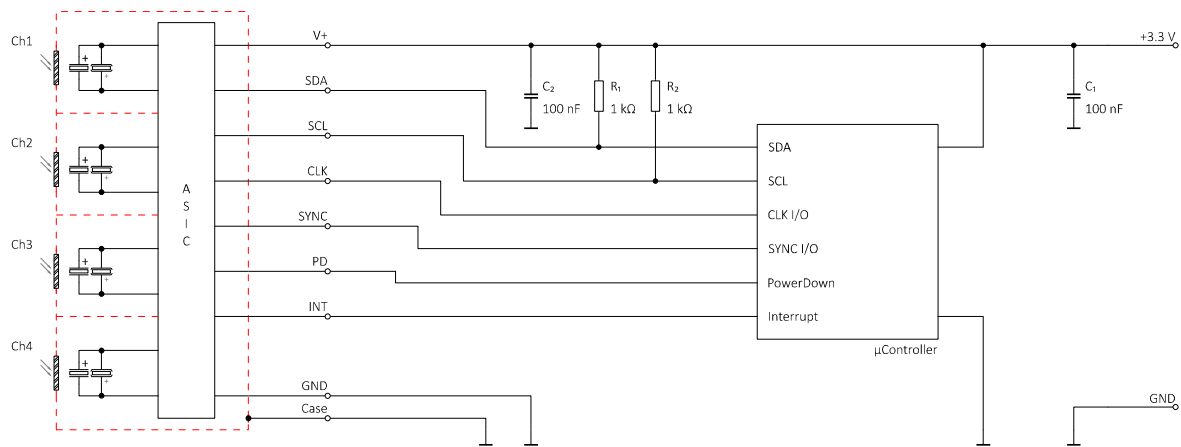 Ch1
Ch2
Ch3
Ch4
+
+
+
+
+
+
+
+
A
S
I
C
V+
SDA
SCL
CLK
SYNC
PD
INT
GND
Case
C₂
100 nF
R₁
1 kΩ
R₂
1 kΩ
SDA
SCL
CLK I/O
SYNC I/O
PowerDown
Interrupt
µController
+3.3 V
C₁
100 nF
GND